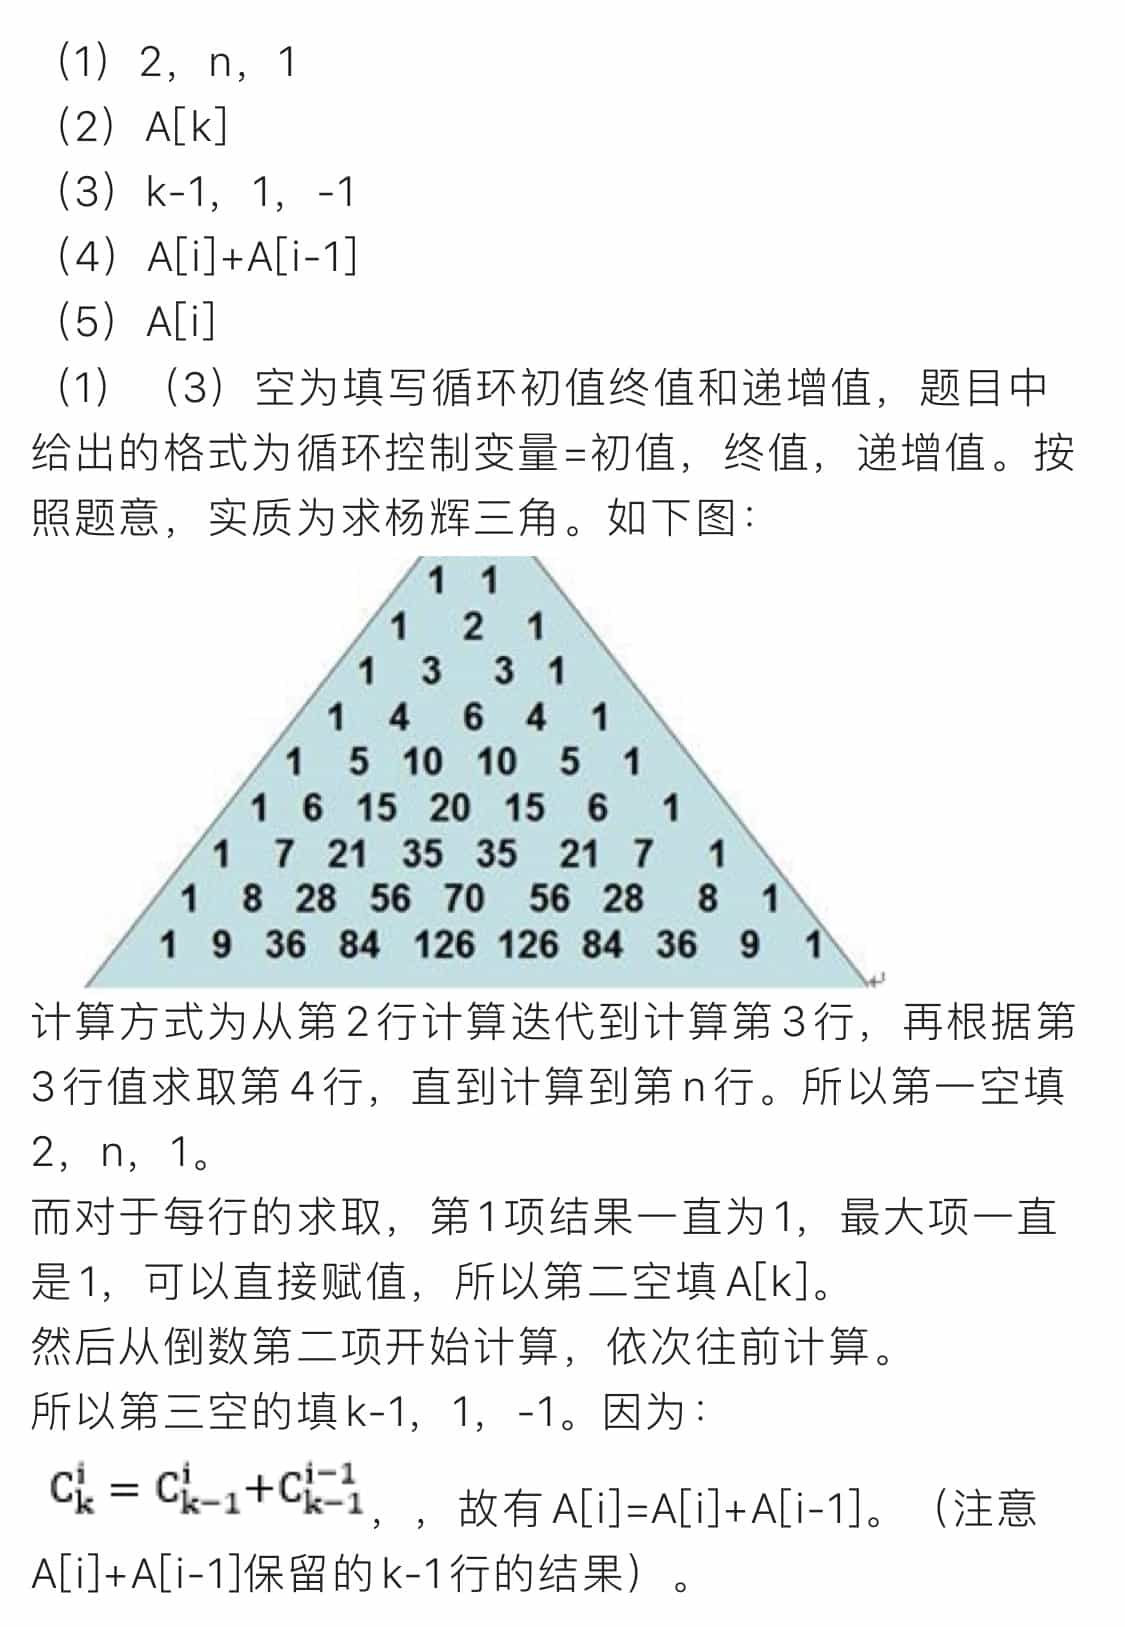 （1）2，n，1
（2）A[k]
（3）k-1，1，-1
（4）A[i]+A[i-1]
（5）A[i]
（1）（3）空为填写循环初值终值和递增值，题目中
给出的格式为循环控制变量=初值，终值，递增值。按
照题意，实质为求杨辉三角。如下图：
1 1
1 2 1
1 3 3 1
1 4 6 4 1
1 5 10 10 5 1
1 6 15 20 15 6 1
1 7 21 35 35 21 7 1
1 8 28 56 70 56 28 8 1
1 9 36 84 126 126 84 36 9 1
计算方式为从第2行计算迭代到计算第3行，再根据第
3行值求取第4行，直到计算到第n行。所以第一空填
2，n，1。
而对于每行的求取，第1项结果一直为1，最大项一直
是1，可以直接赋值，所以第二空填A[k]。
然后从倒数第二项开始计算，依次往前计算。
所以第三空的填k-1，1，-1。因为：
C_k^i = C_{k-1}^i+C_{k-1}^{i-1}，，故有A[i]=A[i]+A[i-1]。（注意
A[i]+A[i-1]保留的k-1行的结果）。